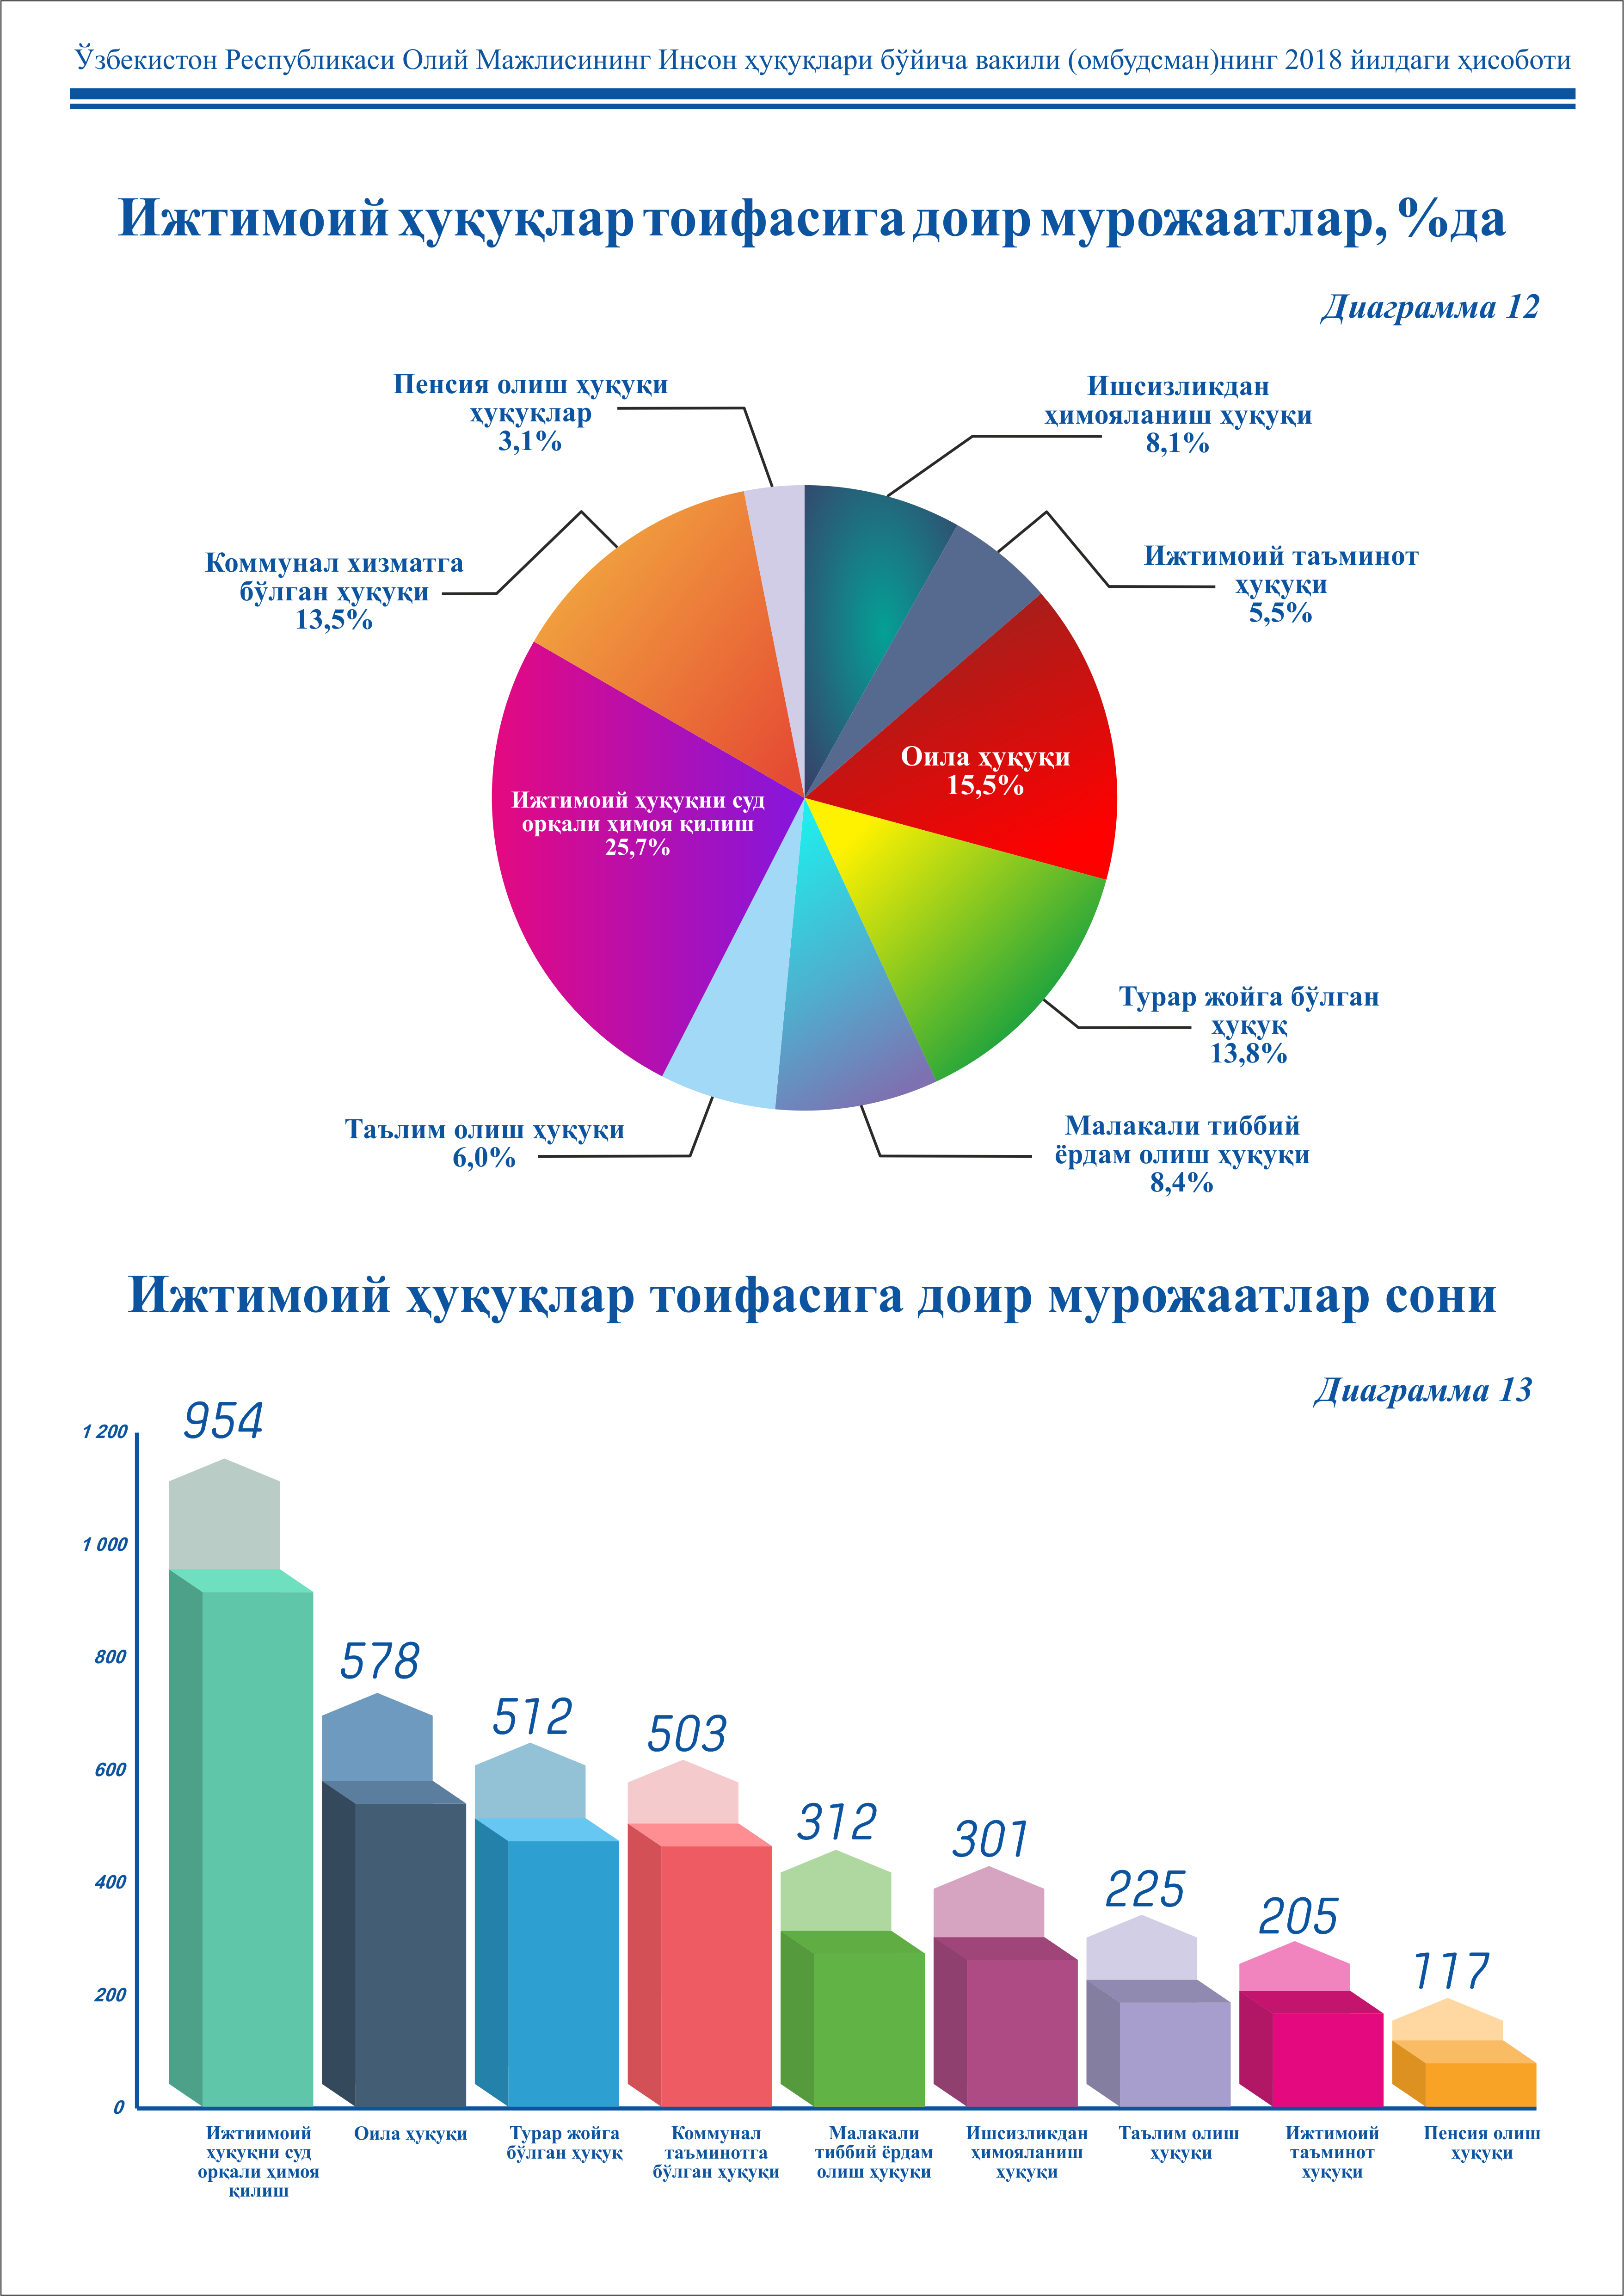 Ўзбекистон Республикаси Олий Мажлисининг Инсон ҳуқуқлари бўйича вакили (омбудсман)нинг 2018 йилдаги ҳисоботи
Ижтимоий ҳуқуқлар тоифасига доир мурожаатлар, %да
Диаграмма 12
Пенсия олиш ҳуқуқи
ҳуқуқлар
3,1%
Ишсизликдан
ҳимояланиш ҳуқуқи
8,1%
Коммунал хизматга
бўлган ҳуқуқи
13,5%
Ижтимоий таъминот
ҳуқуқи
5,5%
Оила ҳуқуқи
15,5%
Ижтимоий ҳуқуқни суд
орқали ҳимоя қилиш
25,7%
Турар жойга бўлган
ҳуқуқ
13,8%
Таълим олиш ҳуқуқи
6,0%
Малакали тиббий
ёрдам олиш ҳуқуқи
8,4%
Ижтимоий ҳуқуқлар тоифасига доир мурожаатлар сони
Диаграмма 13
1 200
1 000
800
600
400
200
0
954
578
512
503
312
301
225
205
117
Ижтиимоий
ҳуқуқни суд
орқали ҳимоя
қилиш
Оила ҳуқуқи
Турар жойга
бўлган ҳуқуқ
Коммунал
таъминотга
бўлган ҳуқуқи
Малакали
тиббий ёрдам
олиш ҳуқуқи
Ишсизликдан
ҳимояланиш
ҳуқуқи
Таълим олиш
ҳуқуқи
Ижтимоий
таъминот
ҳуқуқи
Пенсия олиш
ҳуқуқи